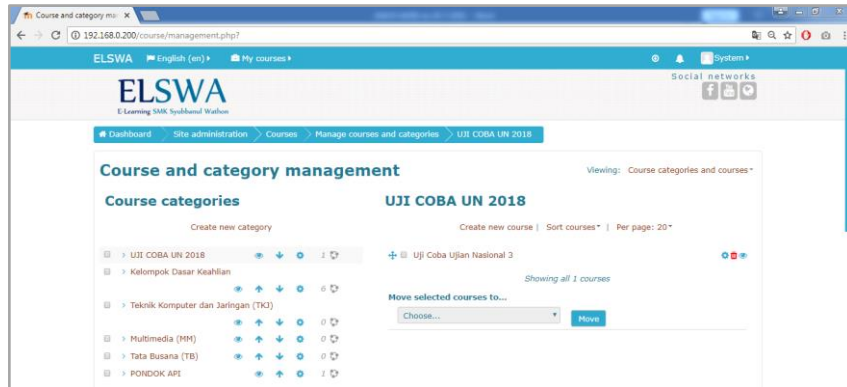 Course and category mar
192.168.0.200/course/management.php?
ELSWA English (en) My courses System
Social networks
ELSWA
E-Learning SMK Syubbanul Wathon
Dashboard Site administration Courses Manage courses and categories UJI COBA UN 2018
Course and category management
Viewing: Course categories and courses
Course categories
UJI COBA UN 2018
Create new category
Create new course | Sort courses | Per page: 20
UJI COBA UN 2018 1
Uji Coba Ujian Nasional 3
Kelompok Dasar Keahlian
6
Showing all 1 courses
Teknik Komputer dan Jaringan (TKJ)
0
Move selected courses to...
Choose... Move
Multimedia (MM) 0
Tata Busana (TB) 0
PONDOK API 1